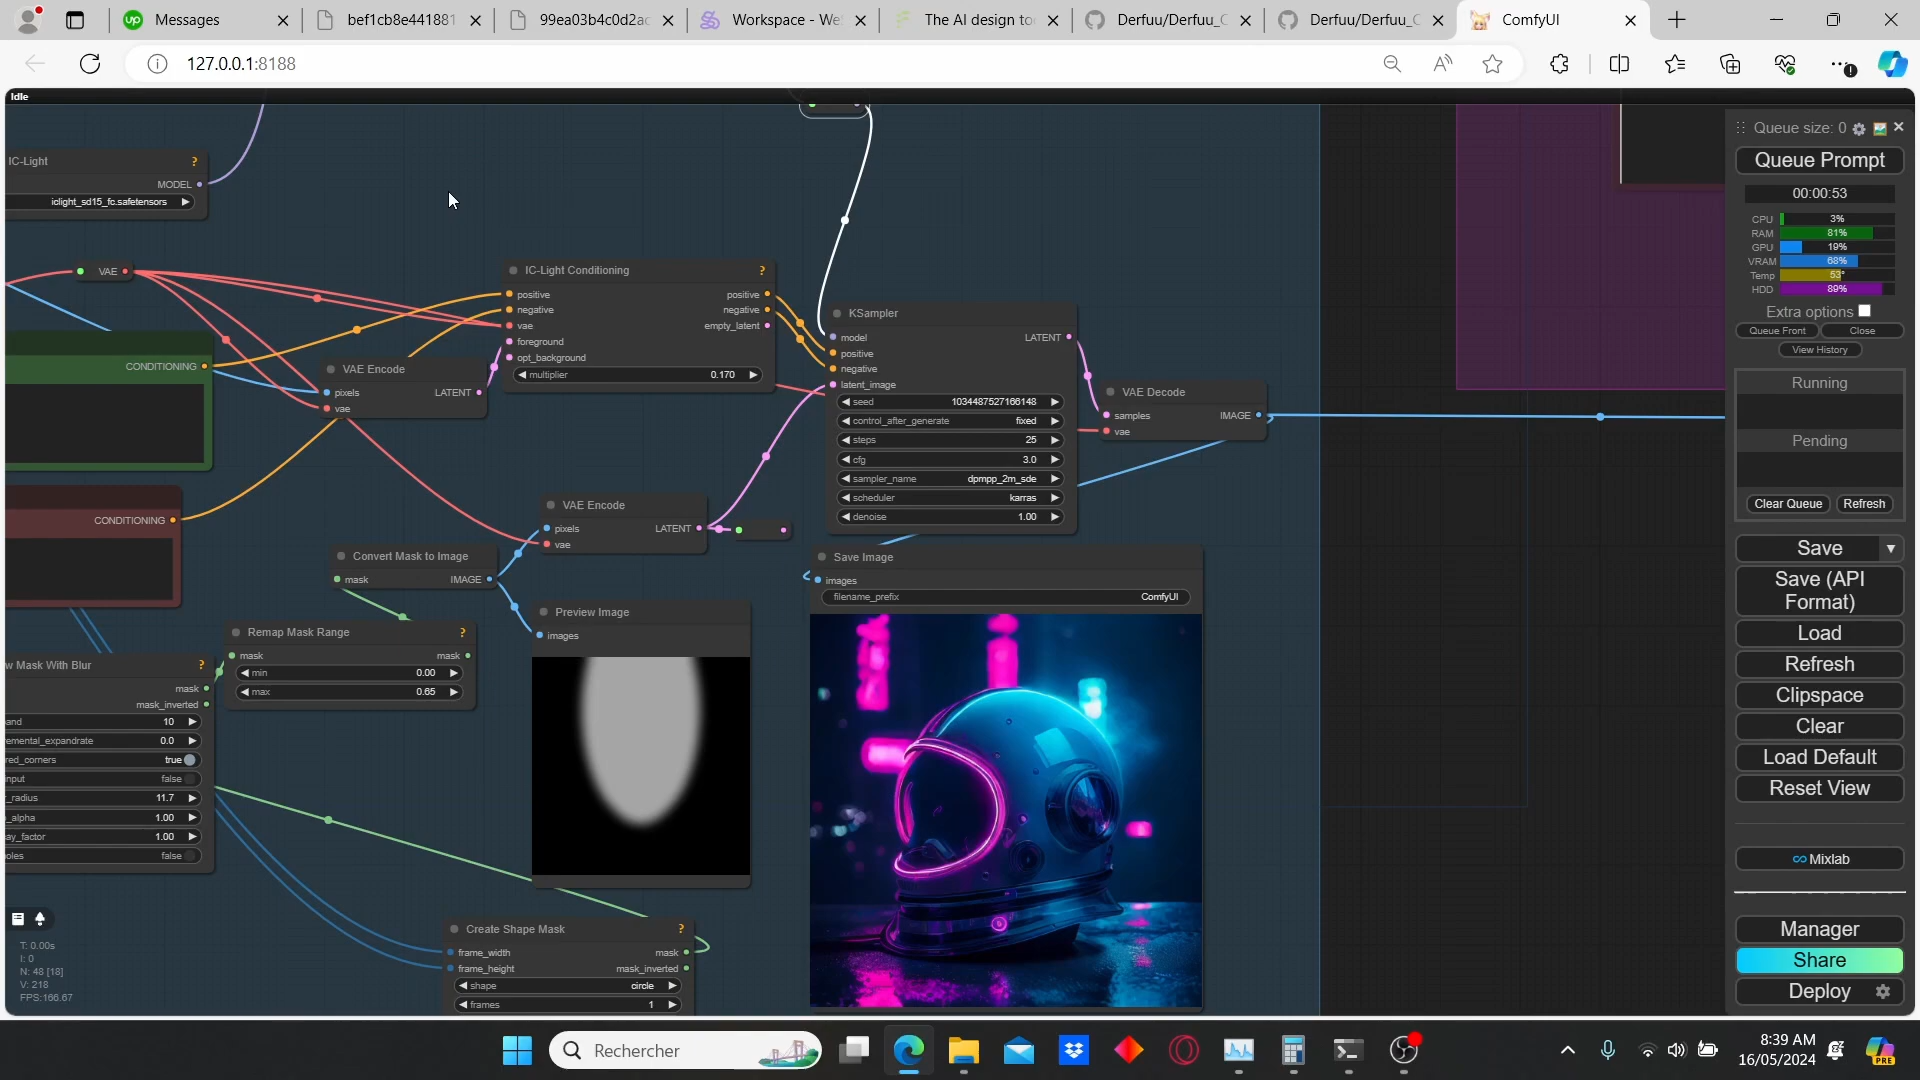 Messages
bef1cb8e441881
99ea03b4c0d2ac
Workspace - We
The AI design to
Derfuu/Derfuu_C
Derfuu/Derfuu_C
ComfyUI
127.0.0.1:8188
Idle
IC-Light
?
MODEL
iclight_sd15_fc.safetensors
VAE
CONDITIONING
CONDITIONING
VAE Encode
pixels
LATENT
vae
IC-Light Conditioning
?
positive
positive
negative
negative
vae
empty_latent
foreground
opt_background
multiplier
0.170
KSampler
model
LATENT
positive
negative
latent_image
seed
1034487527166148
control_after_generate
fixed
steps
25
cfg
3.0
sampler_name
dpmpp_2m_sde
scheduler
karras
denoise
1.00
VAE Decode
samples
IMAGE
vae
VAE Encode
pixels
LATENT
vae
Convert Mask to Image
mask
IMAGE
Preview Image
images
Remap Mask Range
?
mask
mask
min
0.00
max
0.65
w Mask With Blur
?
mask
mask_inverted
and
10
emental_expandrate
0.0
red_corners
true
nput
false
_radius
11.7
_alpha
1.00
ay_factor
1.00
oles
false
Create Shape Mask
?
frame_width
mask
frame_height
mask_inverted
shape
circle
frames
1
Save Image
images
filename_prefix
ComfyUI
T: 0.00s
I: 0
N: 48 [18]
V: 218
FPS:166.67
Queue size: 0
Queue Prompt
00:00:53
CPU
3%
RAM
81%
GPU
19%
VRAM
68%
Temp
53°
HDD
89%
Extra options
Queue Front
Close
View History
Running
Pending
Clear Queue
Refresh
Save
Save (API
Format)
Load
Refresh
Clipspace
Clear
Load Default
Reset View
Mixlab
Manager
Share
Deploy
Rechercher
8:39 AM
16/05/2024
PRE